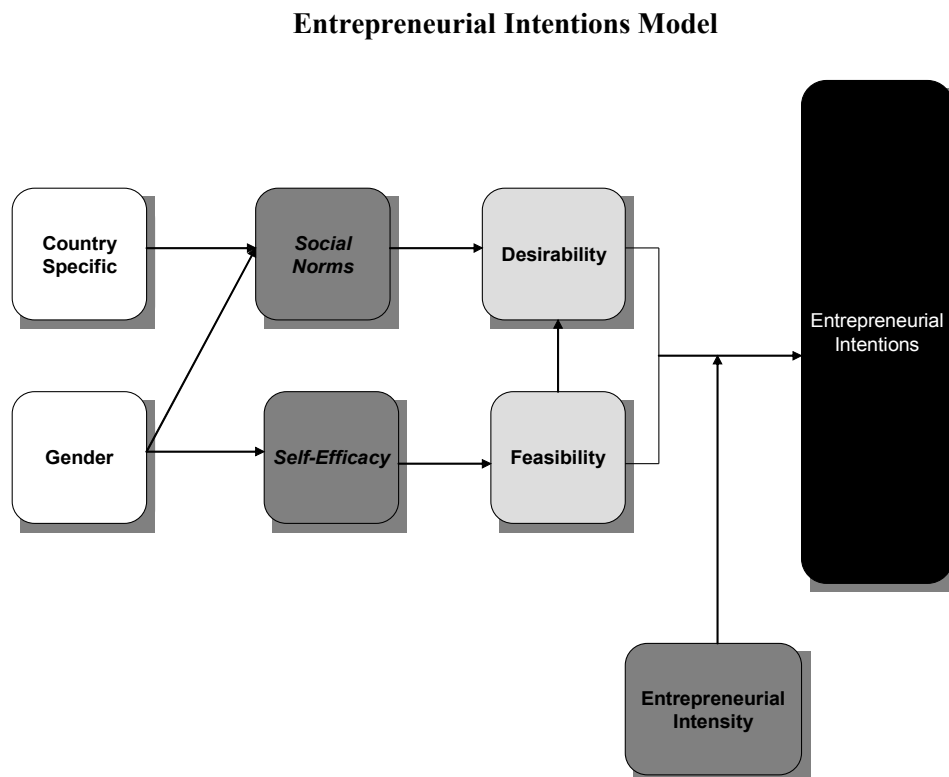 Entrepreneurial Intentions Model
Country
Specific
Social
Norms
Desirability
Entrepreneurial
Intentions
Gender
Self-Efficacy
Feasibility
Entrepreneurial
Intensity